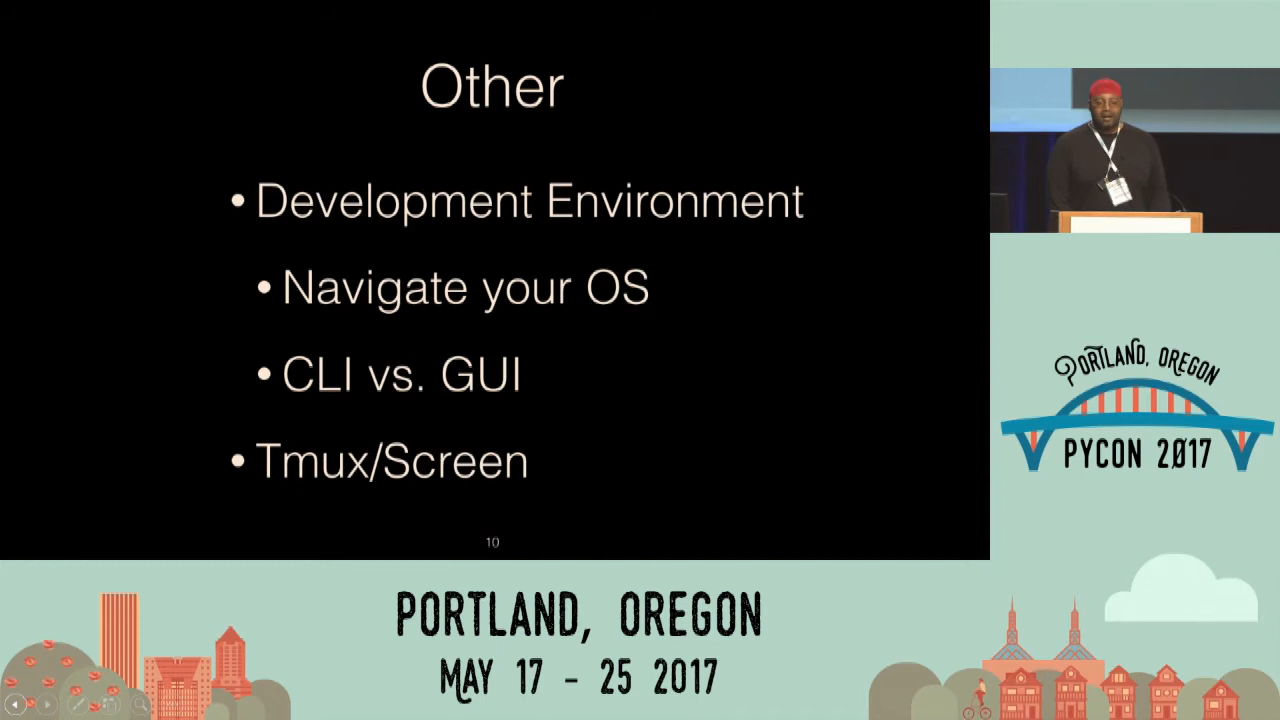 Other
• Development Environment
• Navigate your OS
• CLI vs. GUI
• Tmux/Screen
10
PORTLAND, OREGON
PYCON 2017
PORTLAND, OREGON
MAY 17 - 25 2017